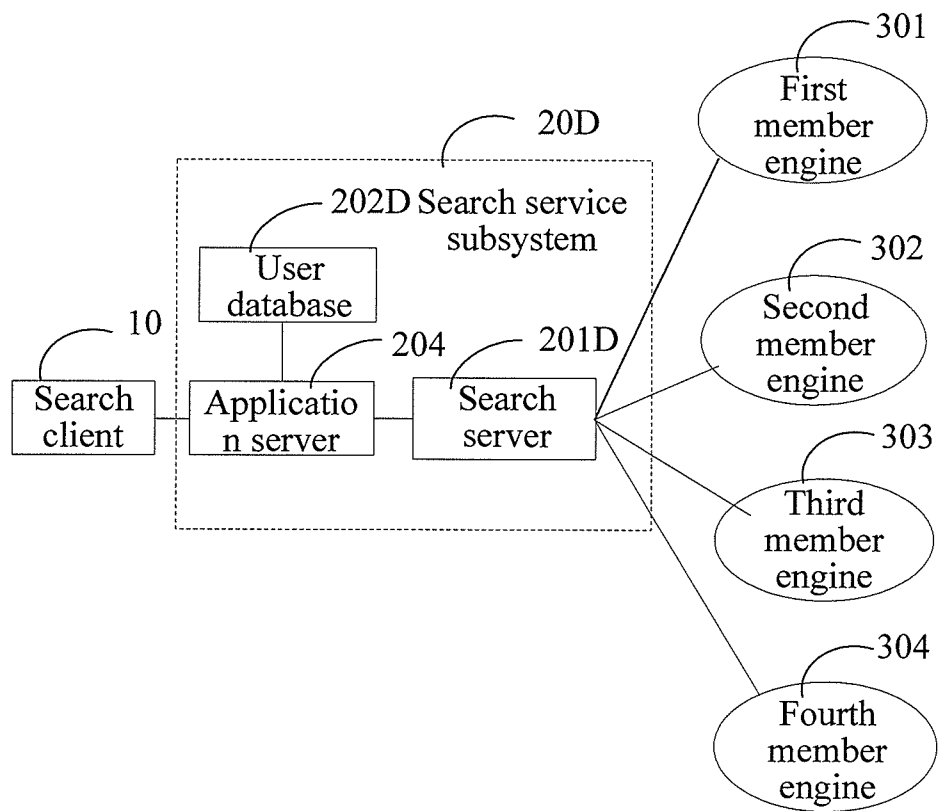 301
First
member
engine
20D
202D Search service
subsystem
User
database
302
Second
member
engine
10
204
201D
Search
client
Applicatio
n server
Search
server
303
Third
member
engine
304
Fourth
member
engine